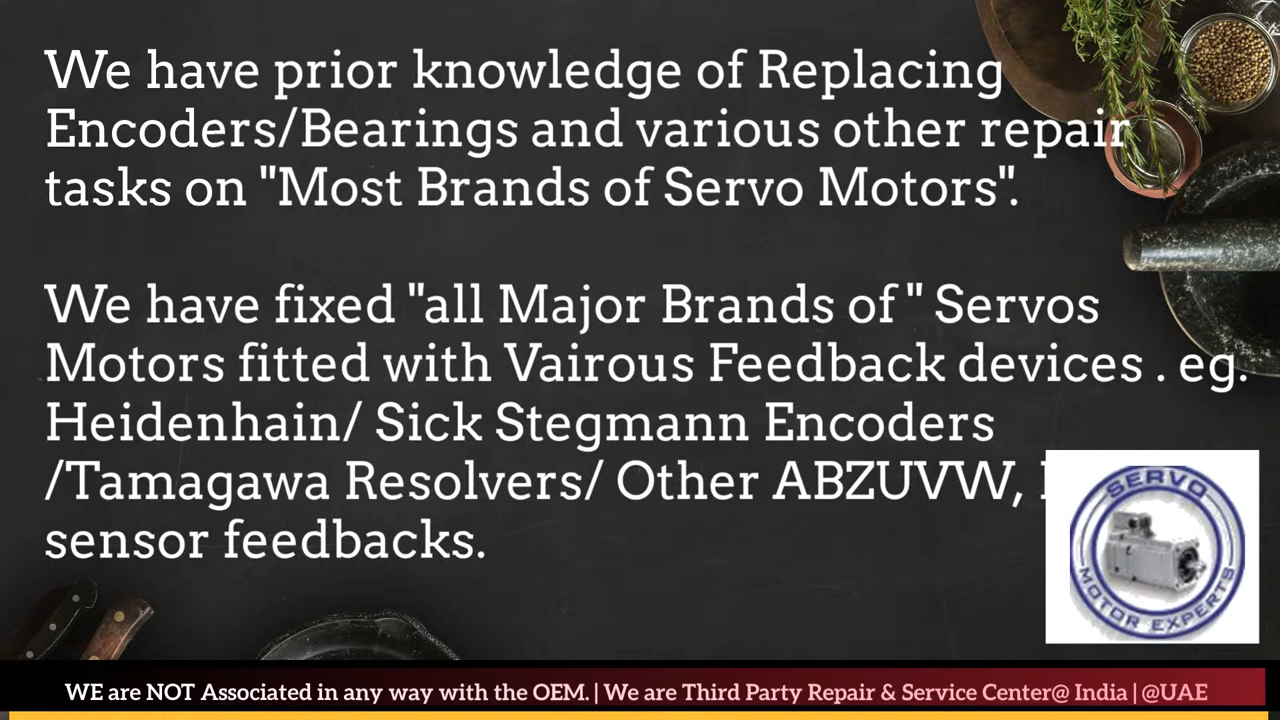 We have prior knowledge of Replacing
Encoders/Bearings and various other repair
tasks on "Most Brands of Servo Motors".
We have fixed "all Major Brands of " Servos
Motors fitted with Vairous Feedback devices . eg.
Heidenhain/ Sick Stegmann Encoders
/Tamagawa Resolvers/ Other ABZUVW,
sensor feedbacks.
SERVO
MOTOR EXPERTS
WE are NOT Associated in any way with the OEM. | We are Third Party Repair & Service Center@ India | @UAE